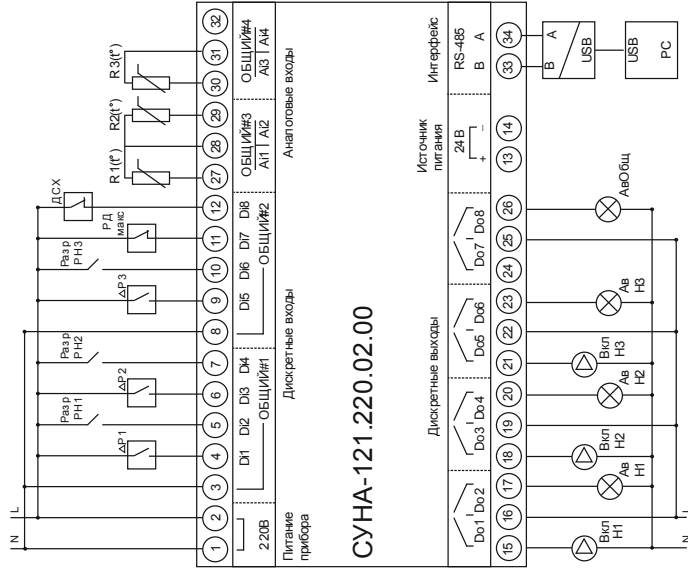 N L
ΔP1
Разр
РН1
ΔP2
Разр
РН2
ΔP3
Разр
РН3
РД
макс
ДСХ
R1(t°)
R2(t°)
R3(t°)
1 2 3 4 5 6 7 8 9 10 11 12 27 28 29 30 31 32
220В
Di1 Di2 Di3 Di4 Di5 Di6 Di7 Di8
ОБЩИЙ#1
ОБЩИЙ#2
ОБЩИЙ#3
Ai1 Ai2
ОБЩИЙ#4
Ai3 Ai4
Питание
прибора
Дискретные входы
Аналоговые входы
СУНА-121.220.02.00
Дискретные выходы
Источник
питания
Интерфейс
Do1 Do2 Do3 Do4 Do5 Do6 Do7 Do8
24 В
+ –
RS-485
B A
15 16 17 18 19 20 21 22 23 24 25 26 13 14 33 34
Вкл
Н1
Ав
Н1
Вкл
Н2
Ав
Н2
Вкл
Н3
Ав
Н3
АвОбщ
B A
USB
USB
PC
N L